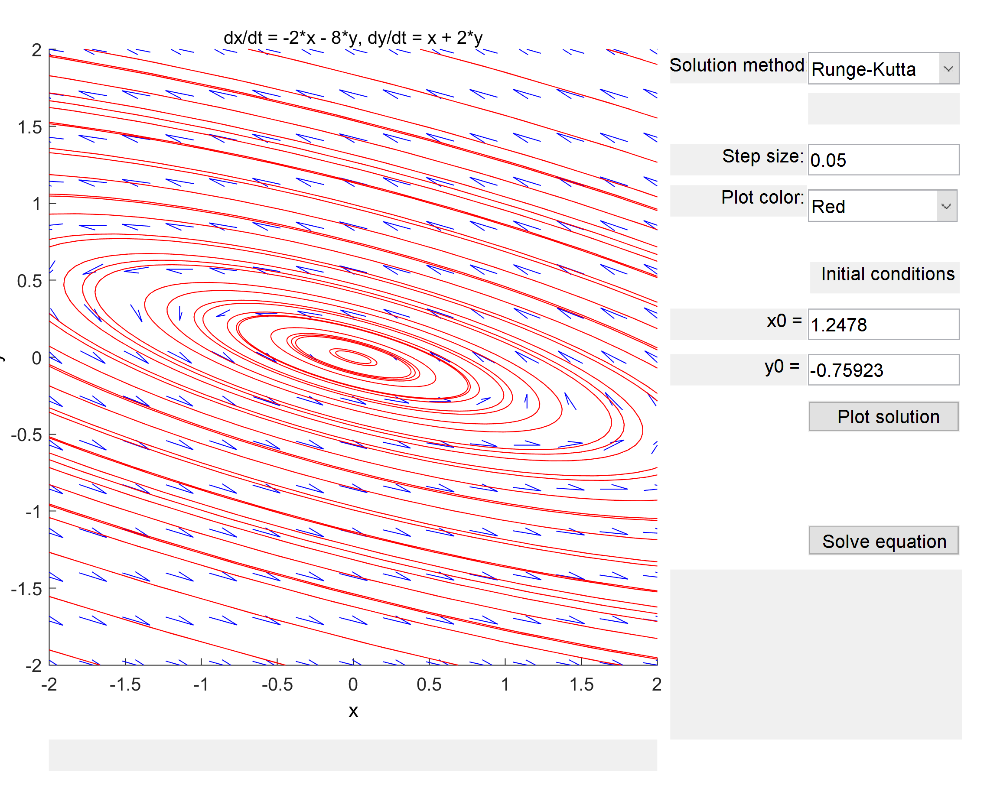 dx/dt = -2*x - 8*y, dy/dt = x + 2*y
2
1.5
1
0.5
0
-0.5
-1
-1.5
-2
-2 -1.5 -1 -0.5 0 0.5 1 1.5 2
x
Solution method: Runge-Kutta
Step size: 0.05
Plot color: Red
Initial conditions
x0 = 1.2478
y0 = -0.75923
Plot solution
Solve equation